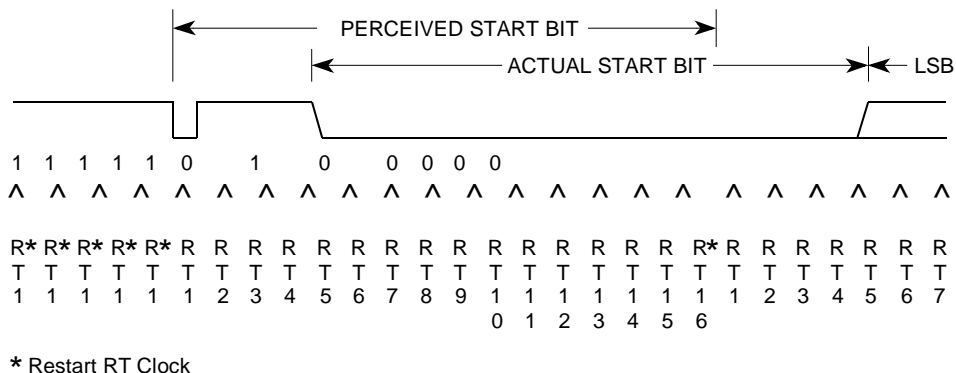 PERCEIVED START BIT
ACTUAL START BIT LSB
1 1 1 1 1 0 1 0 0 0 0 0
^ ^ ^ ^ ^ ^ ^ ^ ^ ^ ^ ^ ^ ^ ^ ^ ^ ^ ^ ^ ^ ^ ^ ^
R* R* R* R* R* R R R R R R R R R R R R R R R R* R R R R R R R
T T T T T T T T T T T T T T T T T T T T T T T T T T T T
1 1 1 1 1 1 2 3 4 5 6 7 8 9 1 1 1 1 1 1 1 1 2 3 4 5 6 7
0 1 2 3 4 5 6
* Restart RT Clock